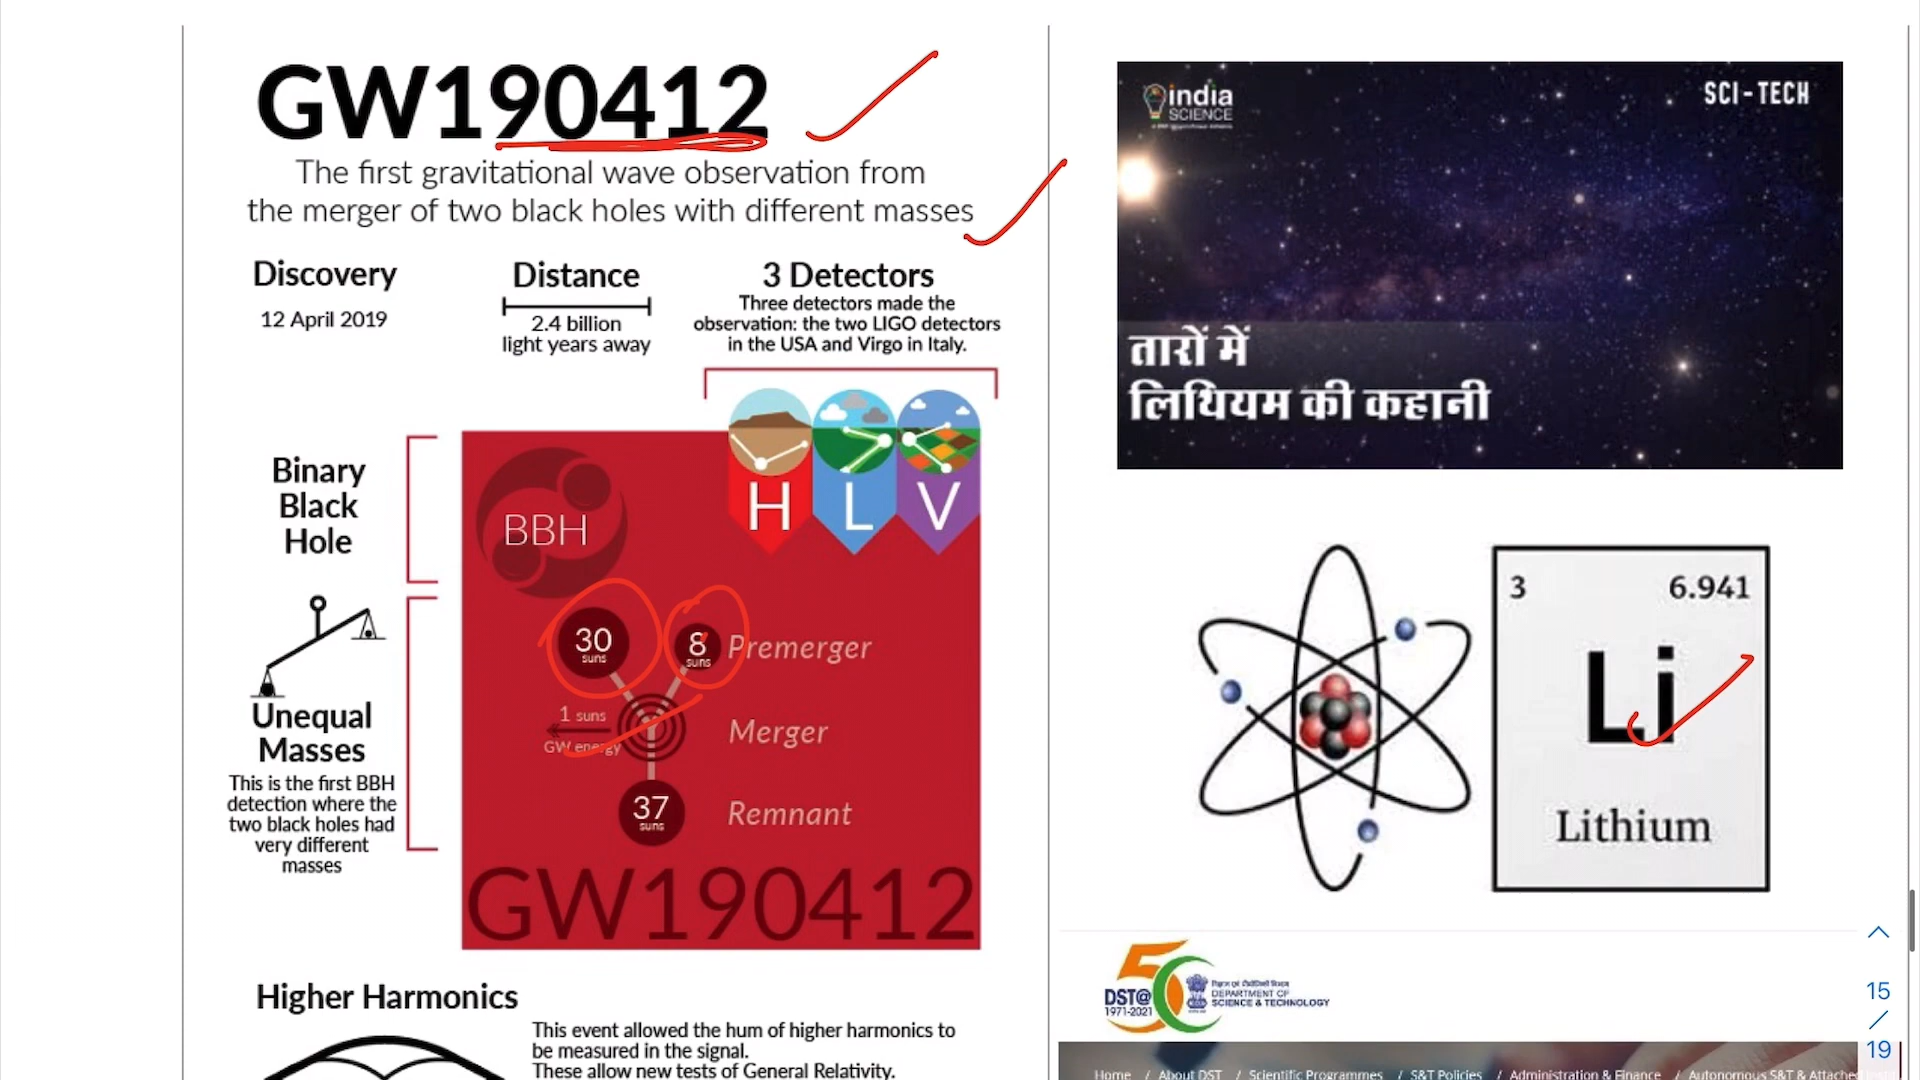 GW190412
The first gravitational wave observation from
the merger of two black holes with different masses
Discovery
12 April 2019
Distance
2.4 billion
light years away
3 Detectors
Three detectors made the
observation: the two LIGO detectors
in the USA and Virgo in Italy.
H L V
Binary
Black
Hole
BBH
30
suns
8
suns
Premerger
1 suns
GW energy
Merger
37
suns
Remnant
Unequal
Masses
This is the first BBH
detection where the
two black holes had
very different
masses
GW190412
Higher Harmonics
This event allowed the hum of higher harmonics to
be measured in the signal.
These allow new tests of General Relativity.
india
SCIENCE
SCI-TECH
तारों में
लिथियम की कहानी
3 6.941
Li
Lithium
50
DST@
1971-2021
DEPARTMENT OF
SCIENCE & TECHNOLOGY
Home / About DST / Scientific Programmes / S&T Policies / Administration & Finance / Autonomous S&T & Attached
15
/
19